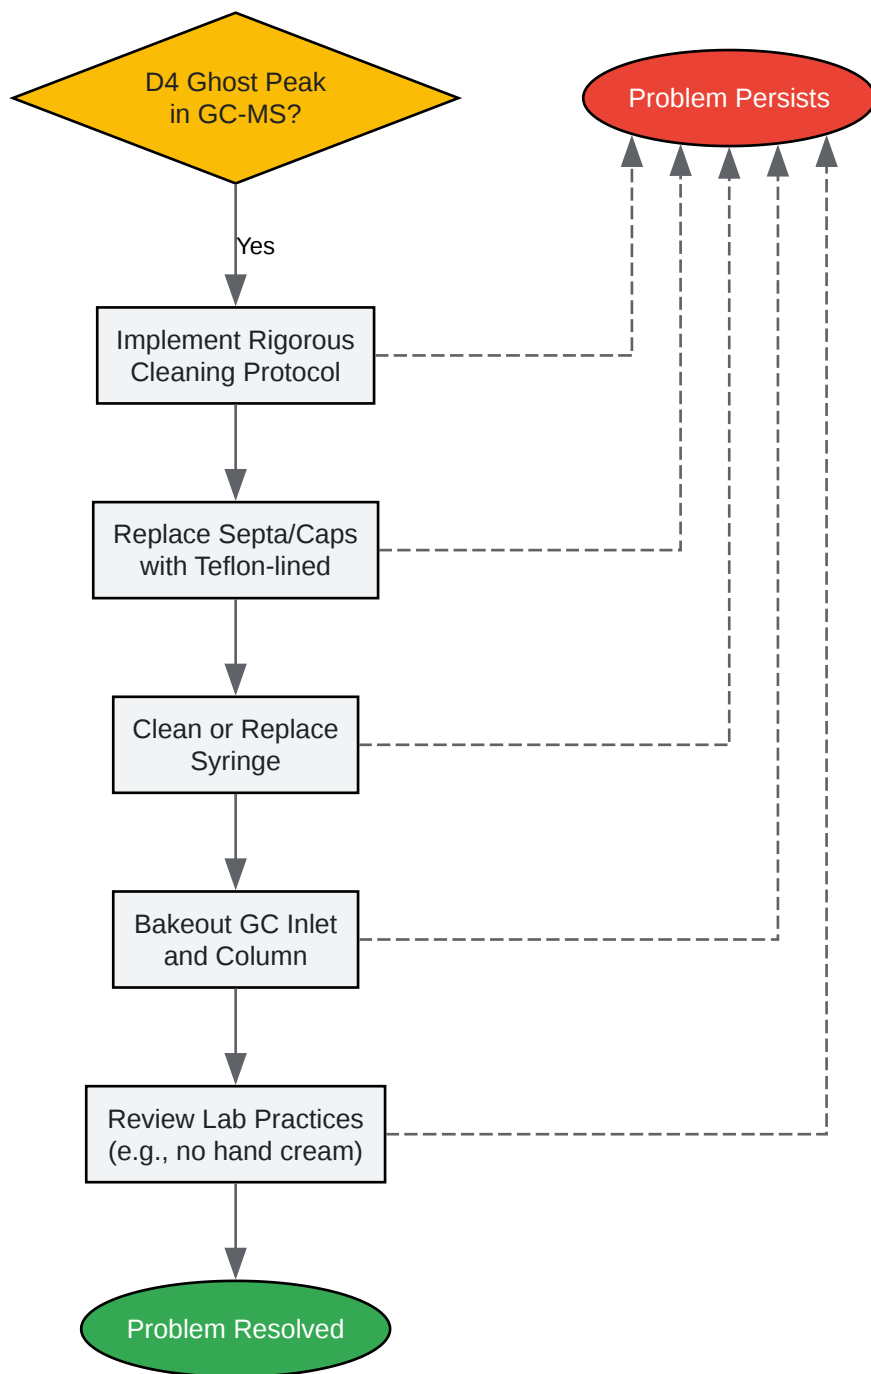 D4 Ghost Peak
in GC-MS?
Problem Persists
Yes
Implement Rigorous
Cleaning Protocol
Replace Septa/Caps
with Teflon-lined
Clean or Replace
Syringe
Bakeout GC Inlet
and Column
Review Lab Practices
(e.g., no hand cream)
Problem Resolved